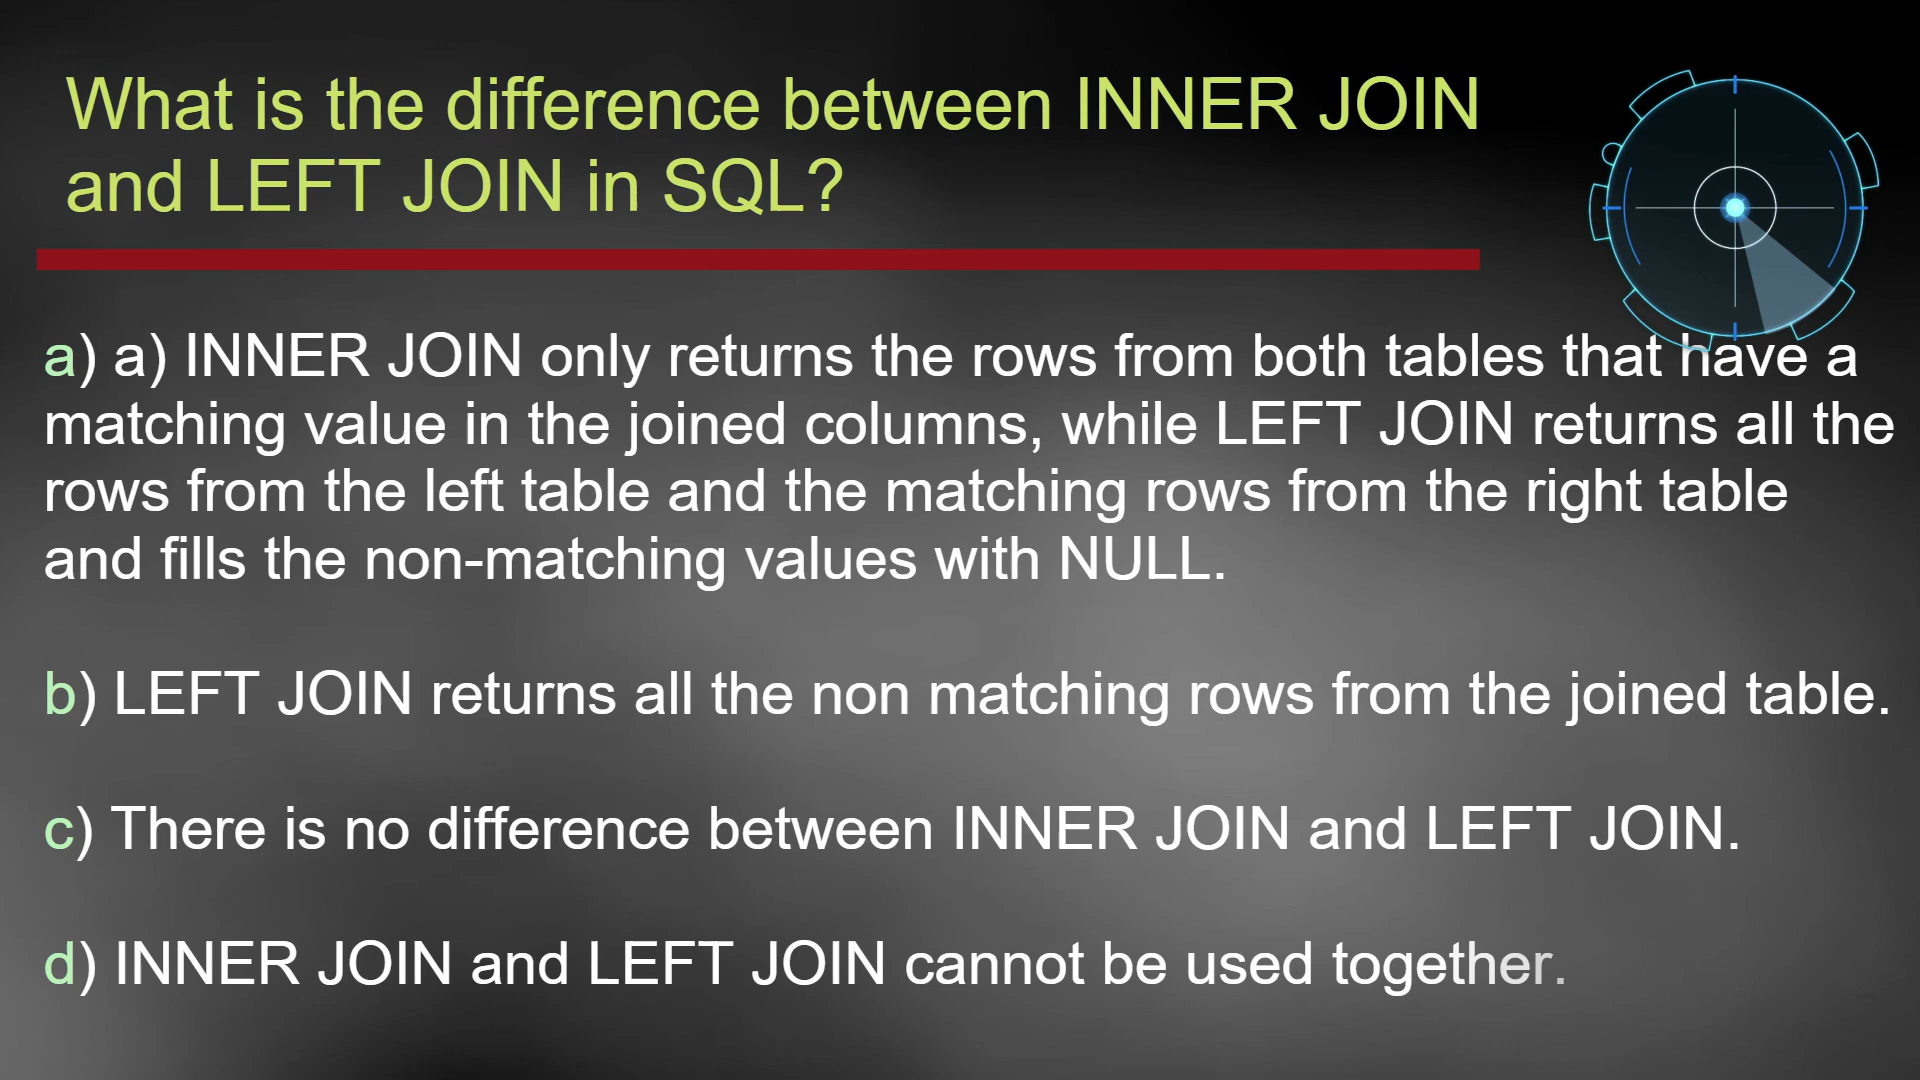 What is the difference between INNER JOIN
and LEFT JOIN in SQL?
a) a) INNER JOIN only returns the rows from both tables that have a
matching value in the joined columns, while LEFT JOIN returns all the
rows from the left table and the matching rows from the right table
and fills the non-matching values with NULL.
b) LEFT JOIN returns all the non matching rows from the joined table.
c) There is no difference between INNER JOIN and LEFT JOIN.
d) INNER JOIN and LEFT JOIN cannot be used together.